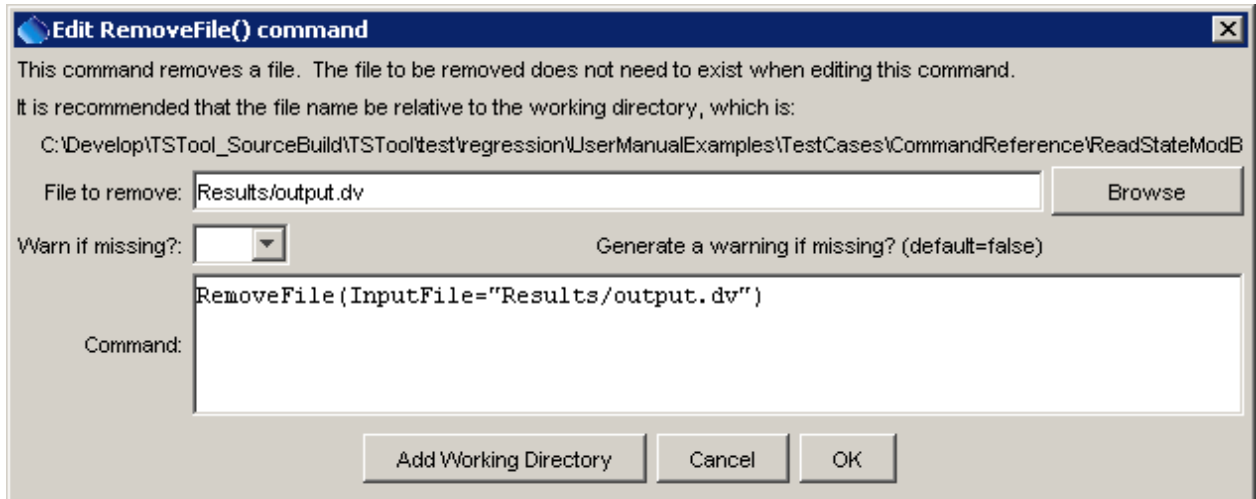 Edit RemoveFile() command
This command removes a file.  The file to be removed does not need to exist when editing this command.
It is recommended that the file name be relative to the working directory, which is:
C:\Develop\TSTool_SourceBuild\TSTool\test\regression\UserManualExamples\TestCases\CommandReference\ReadStateModB
File to remove: Results/output.dv Browse
Warn if missing?: Generate a warning if missing? (default=false)
RemoveFile(InputFile="Results/output.dv")
Command:
Add Working Directory Cancel OK